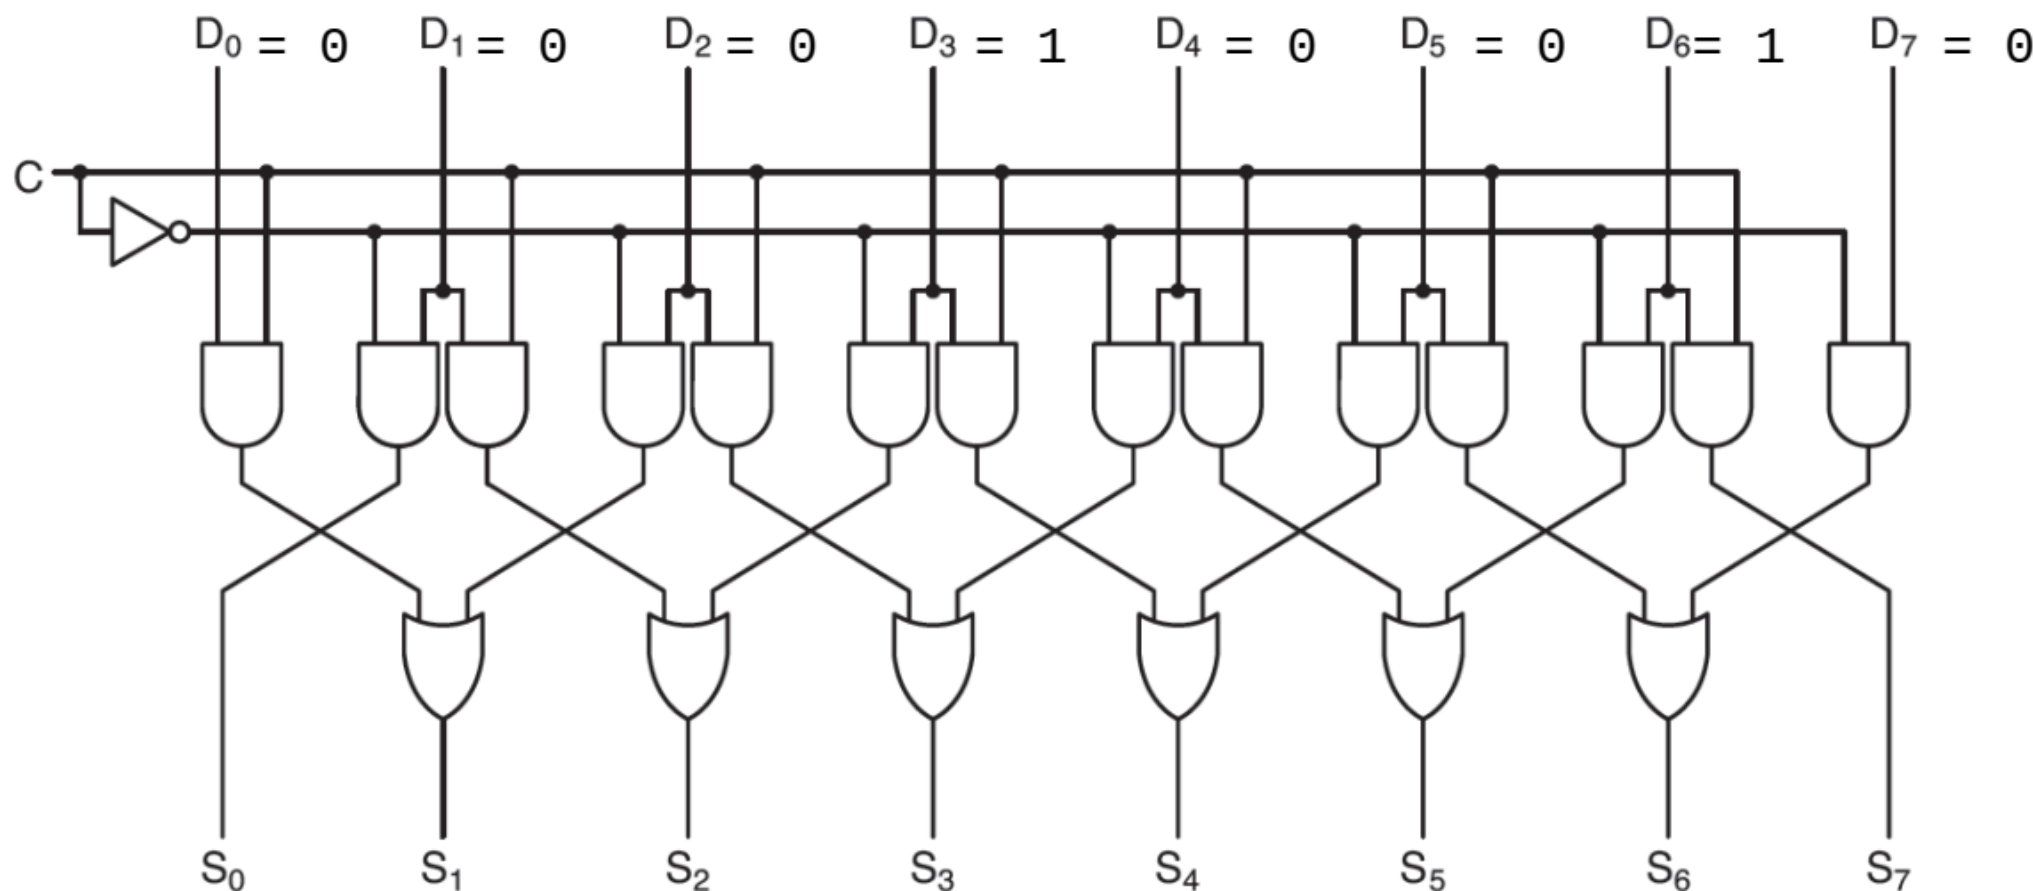 D₀ = 0 D₁ = 0 D₂ = 0 D₃ = 1 D₄ = 0 D₅ = 0 D₆= 1 D₇ = 0
C
S₀ S₁ S₂ S₃ S₄ S₅ S₆ S₇